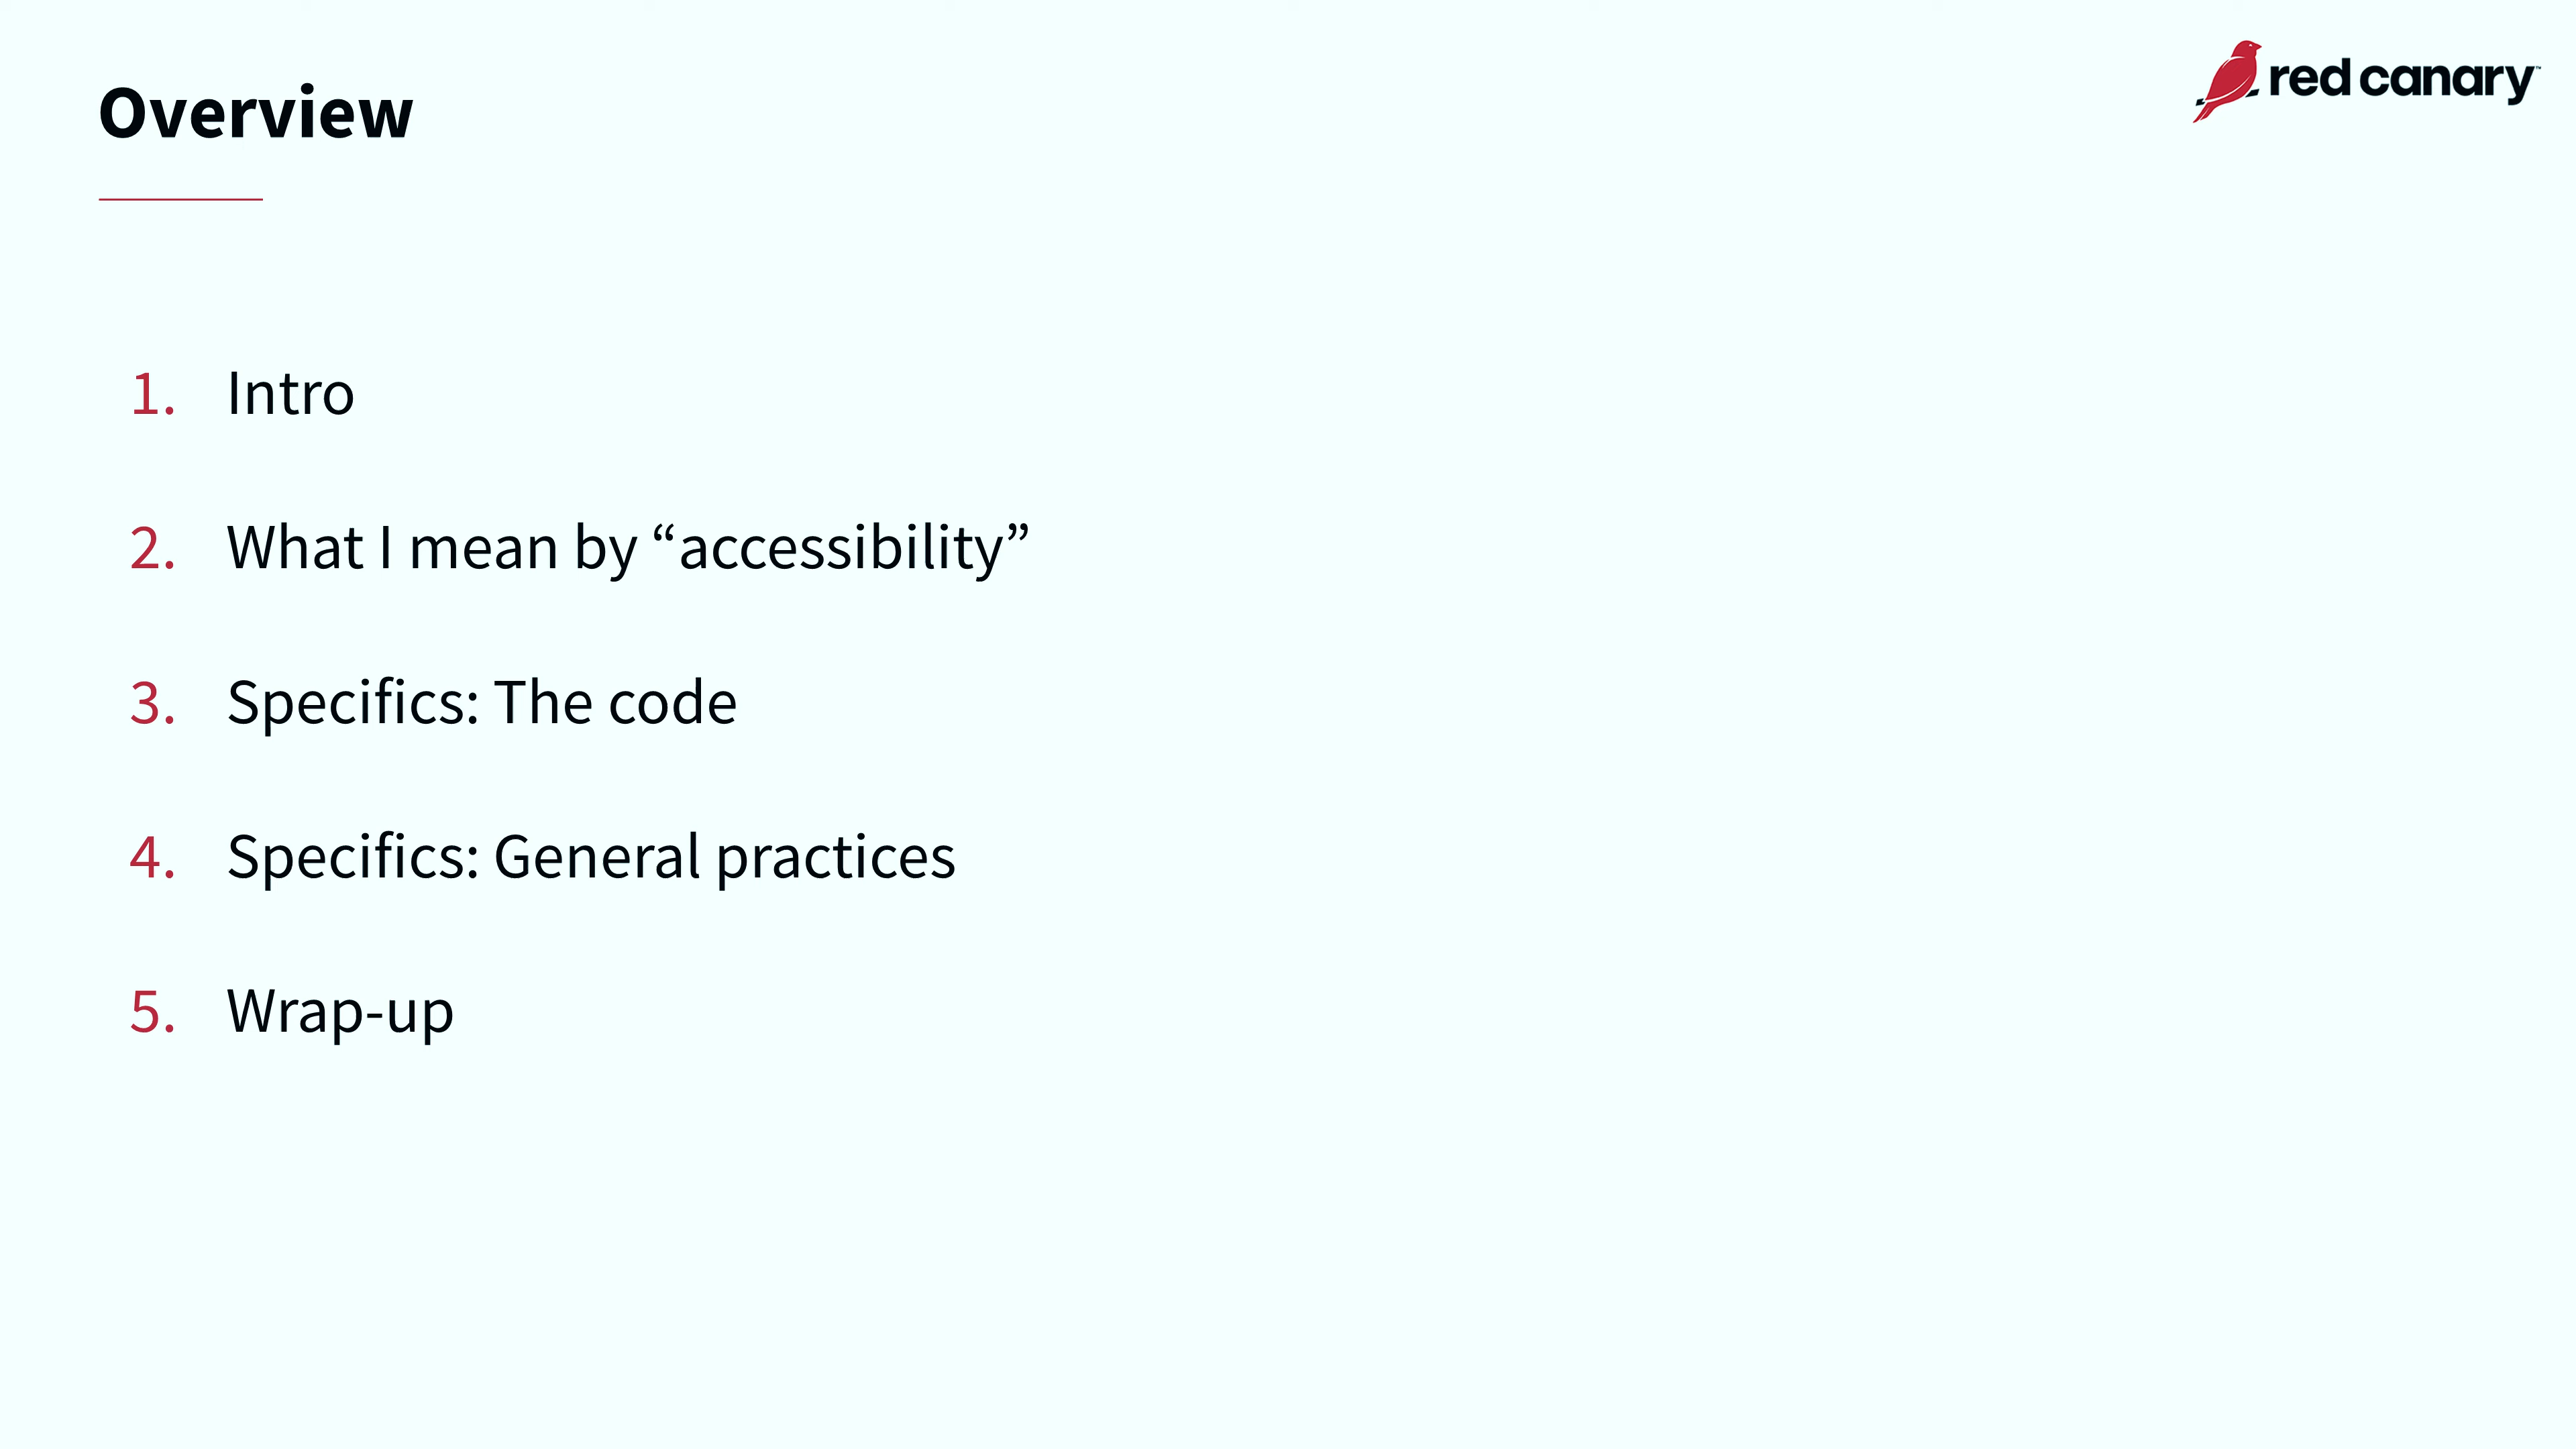 Overview
red canary™
1. Intro
2. What I mean by “accessibility”
3. Specifics: The code
4. Specifics: General practices
5. Wrap-up